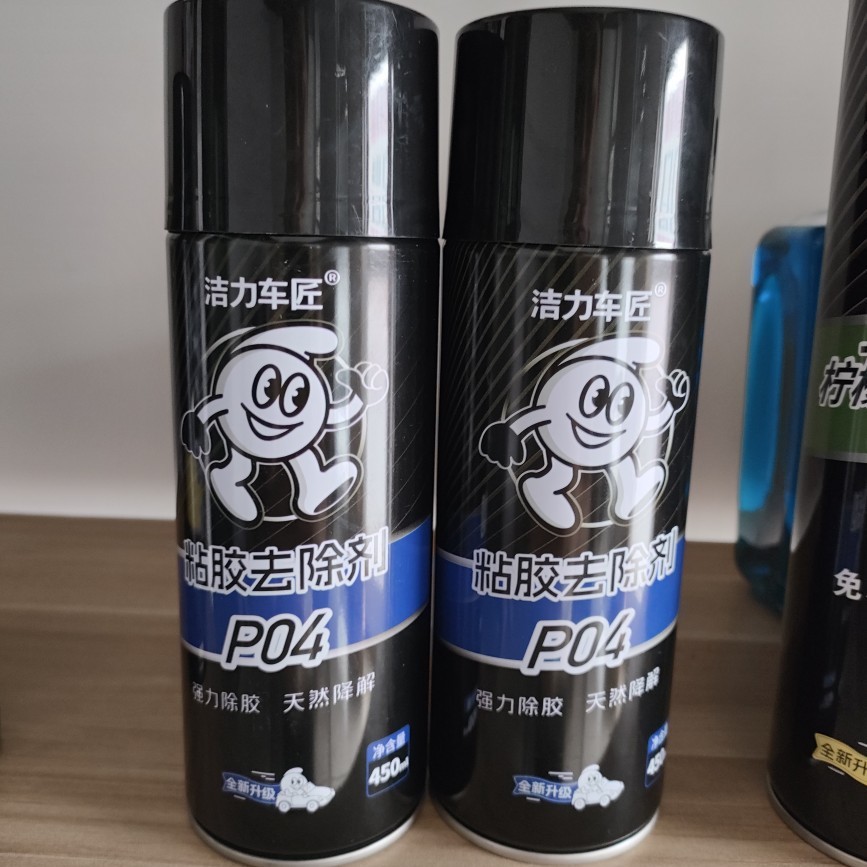 洁力车匠®
粘胶去除剂
P04
强力除胶 天然降解
净含量
450ml
全新升级
洁力车匠®
粘胶去除剂
P04
强力除胶 天然降解
全新升级
免
全新升